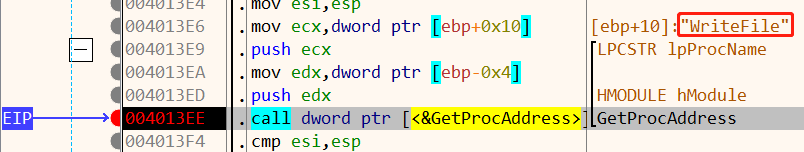 004013E4 . mov esi,esp
004013E6 . mov ecx,dword ptr [ebp+0x10] [ebp+10]:"WriteFile"
004013E9 . push ecx LPCSTR lpProcName
004013EA . mov edx,dword ptr [ebp-0x4]
004013ED . push edx HMODULE hModule
EIP 004013EE . call dword ptr [<&GetProcAddress>] GetProcAddress
004013F4 . cmp esi,esp